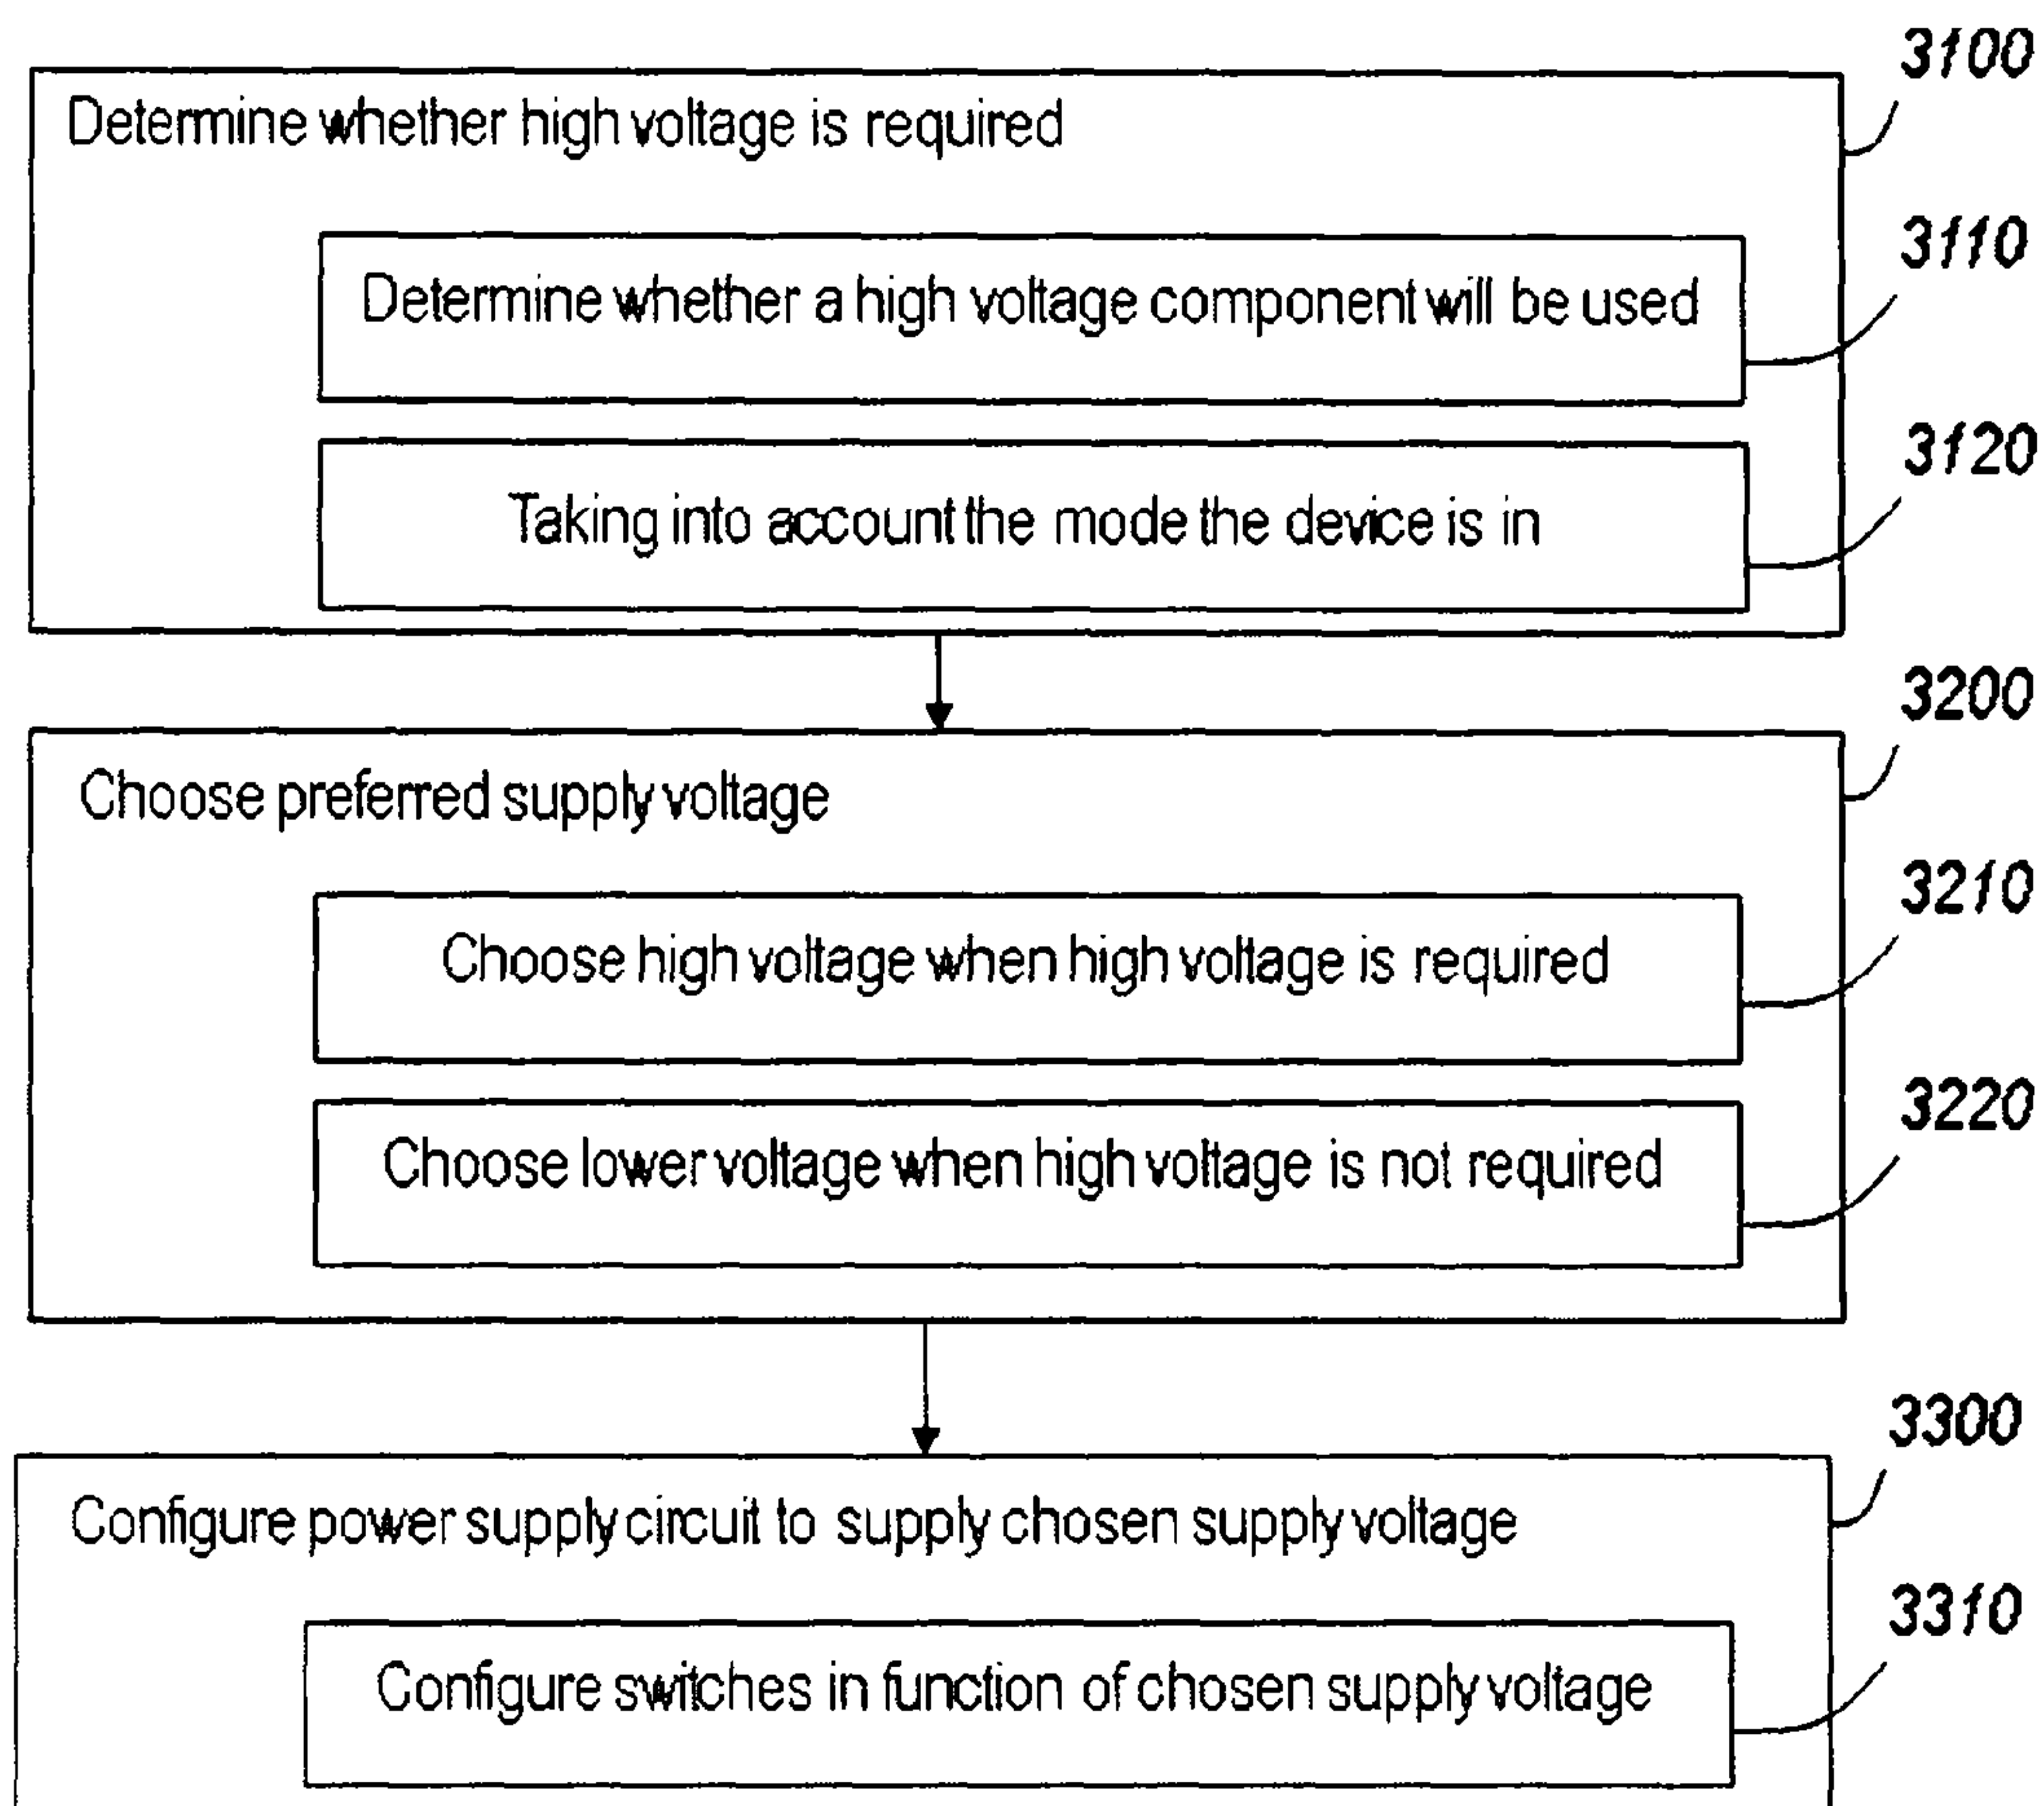 3100
Determine whether high voltage is required
3110
Determine whether a high voltage component will be used
3120
Taking into account the mode the device is in
3200
Choose preferred supply voltage
3210
Choose high voltage when high voltage is required
3220
Choose lower voltage when high voltage is not required
3300
Configure power supply circuit to supply chosen supply voltage
3310
Configure switches in function of chosen supply voltage